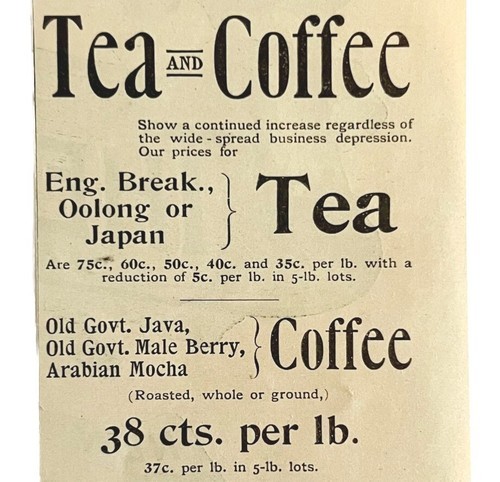 Tea AND Coffee
Show a continued increase regardless of
the wide-spread business depression.
Our prices for
Eng. Break.,
Oolong or
Japan
} Tea
Are 75c., 60c., 50c., 40c. and 35c. per lb. with a
reduction of 5c. per lb. in 5-lb. lots.
Old Govt. Java,
Old Govt. Male Berry,
Arabian Mocha
} Coffee
(Roasted, whole or ground,)
38 cts. per lb.
37c. per lb. in 5-lb. lots.